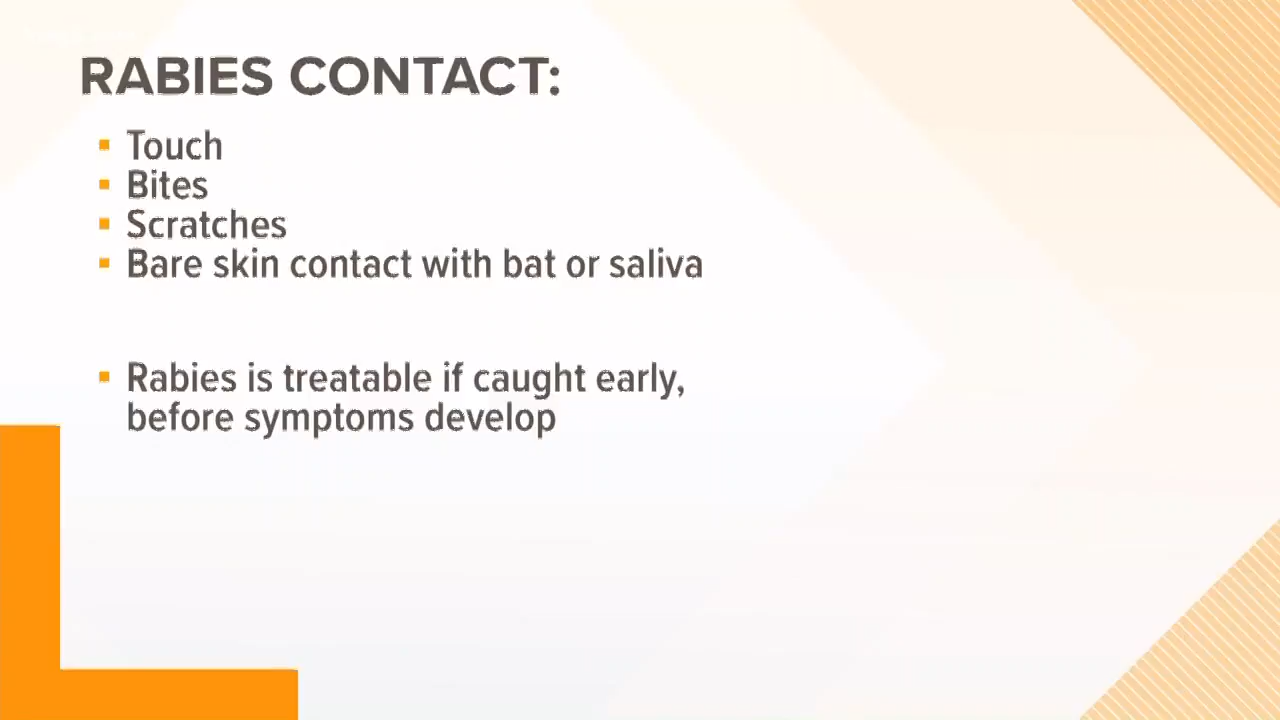 RABIES CONTACT:
Touch
Bites
Scratches
Bare skin contact with bat or saliva
Rabies is treatable if caught early,
before symptoms develop